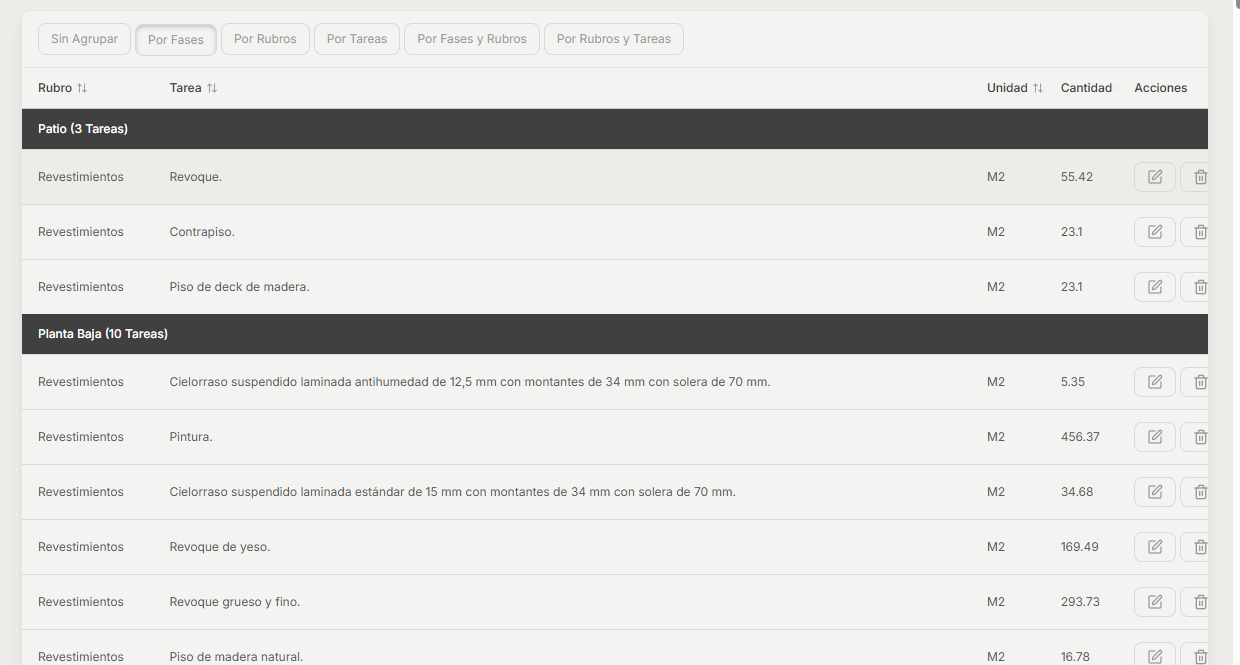 Sin Agrupar Por Fases Por Rubros Por Tareas Por Fases y Rubros Por Rubros y Tareas
Rubro Tarea Unidad Cantidad Acciones
Patio (3 Tareas)
Revestimientos Revoque. M2 55.42
Revestimientos Contrapiso. M2 23.1
Revestimientos Piso de deck de madera. M2 23.1
Planta Baja (10 Tareas)
Revestimientos Cielorraso suspendido laminada antihumedad de 12,5 mm con montantes de 34 mm con solera de 70 mm. M2 5.35
Revestimientos Pintura. M2 456.37
Revestimientos Cielorraso suspendido laminada estándar de 15 mm con montantes de 34 mm con solera de 70 mm. M2 34.68
Revestimientos Revoque de yeso. M2 169.49
Revestimientos Revoque grueso y fino. M2 293.73
Revestimientos Piso de madera natural. M2 16.78